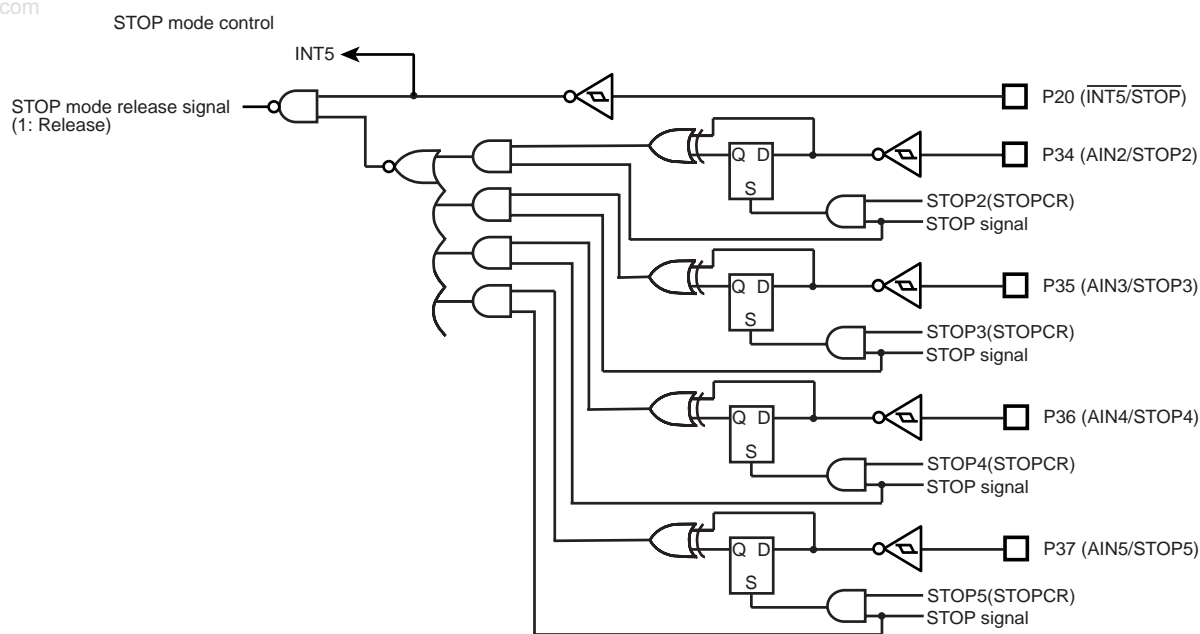 com
STOP mode control
INT5
STOP mode release signal
(1: Release)
P20 (INT5/STOP)
Q D
S
P34 (AIN2/STOP2)
STOP2(STOPCR)
STOP signal
Q D
S
P35 (AIN3/STOP3)
STOP3(STOPCR)
STOP signal
Q D
S
P36 (AIN4/STOP4)
STOP4(STOPCR)
STOP signal
Q D
S
P37 (AIN5/STOP5)
STOP5(STOPCR)
STOP signal